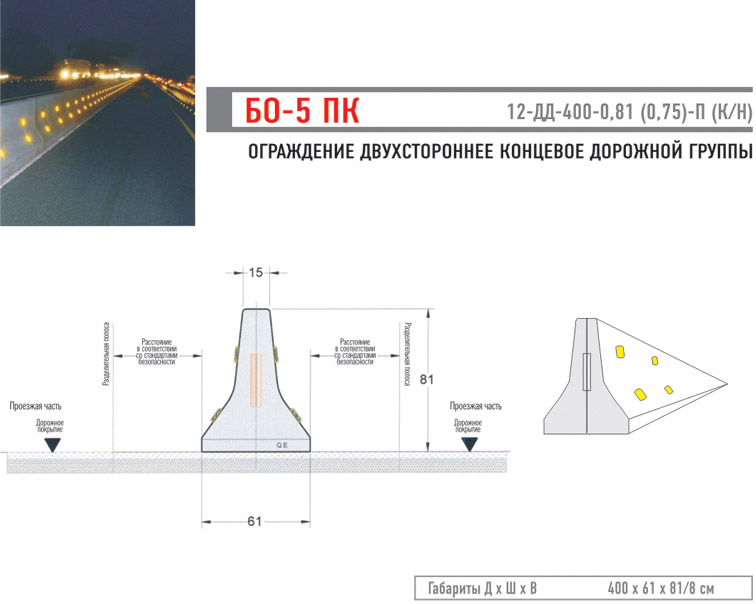 БО-5 ПК
12-ДД-400-0,81 (0,75)-П (К/Н)
ОГРАЖДЕНИЕ ДВУХСТОРОННЕЕ КОНЦЕВОЕ ДОРОЖНОЙ ГРУППЫ
15
Разделительная полоса
Расстояние
в соответствии
со стандартами
безопасности
Расстояние
в соответствии
со стандартами
безопасности
Разделительная полоса
81
Проезжая часть
Дорожное
покрытие
QE
Проезжая часть
Дорожное
покрытие
61
Габариты Д х Ш х В
400 х 61 х 81/8 см